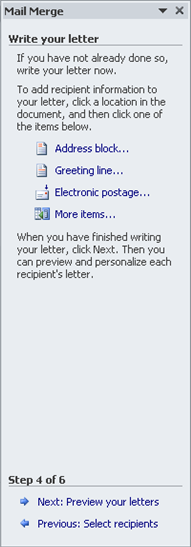 Mail Merge
Write your letter
If you have not already done so,
write your letter now.
To add recipient information to
your letter, click a location in the
document, and then click one of
the items below.
Address block...
Greeting line...
Electronic postage...
More items...
When you have finished writing
your letter, click Next. Then you
can preview and personalize each
recipient's letter.
Step 4 of 6
Next: Preview your letters
Previous: Select recipients